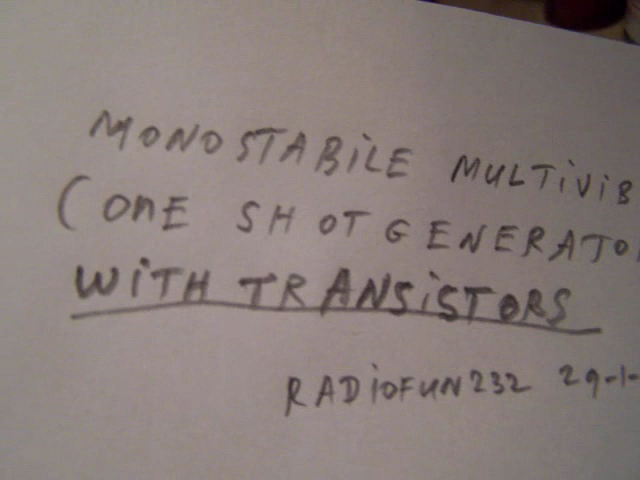 MONOSTABILE MULTIVIB
(ONE SHOT GENERATO
WITH TRANSISTORS
RADIOFUN232 29-1-